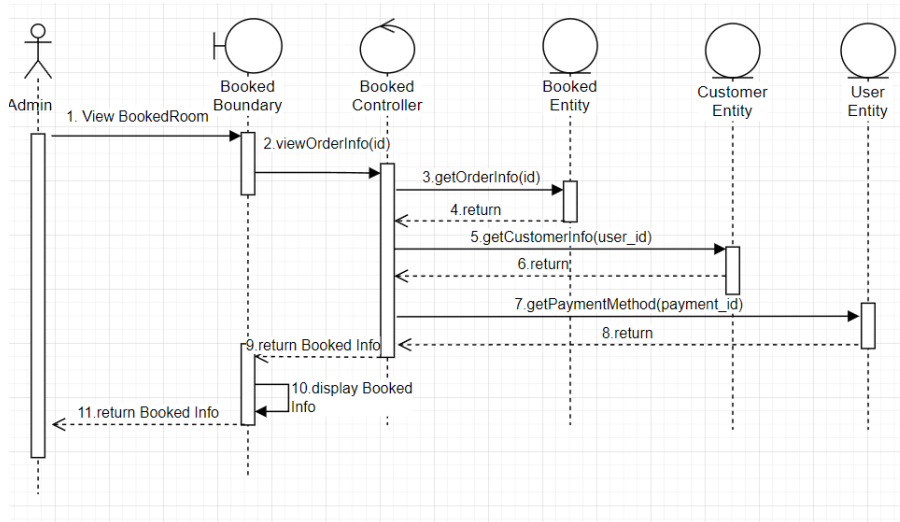 Admin
Booked
Boundary
Booked
Controller
Booked
Entity
Customer
Entity
User
Entity
1. View BookedRoom
2.viewOrderInfo(id)
3.getOrderInfo(id)
4.return
5.getCustomerInfo(user_id)
6.return
7.getPaymentMethod(payment_id)
8.return
9.return Booked Info
10.display Booked
Info
11.return Booked Info